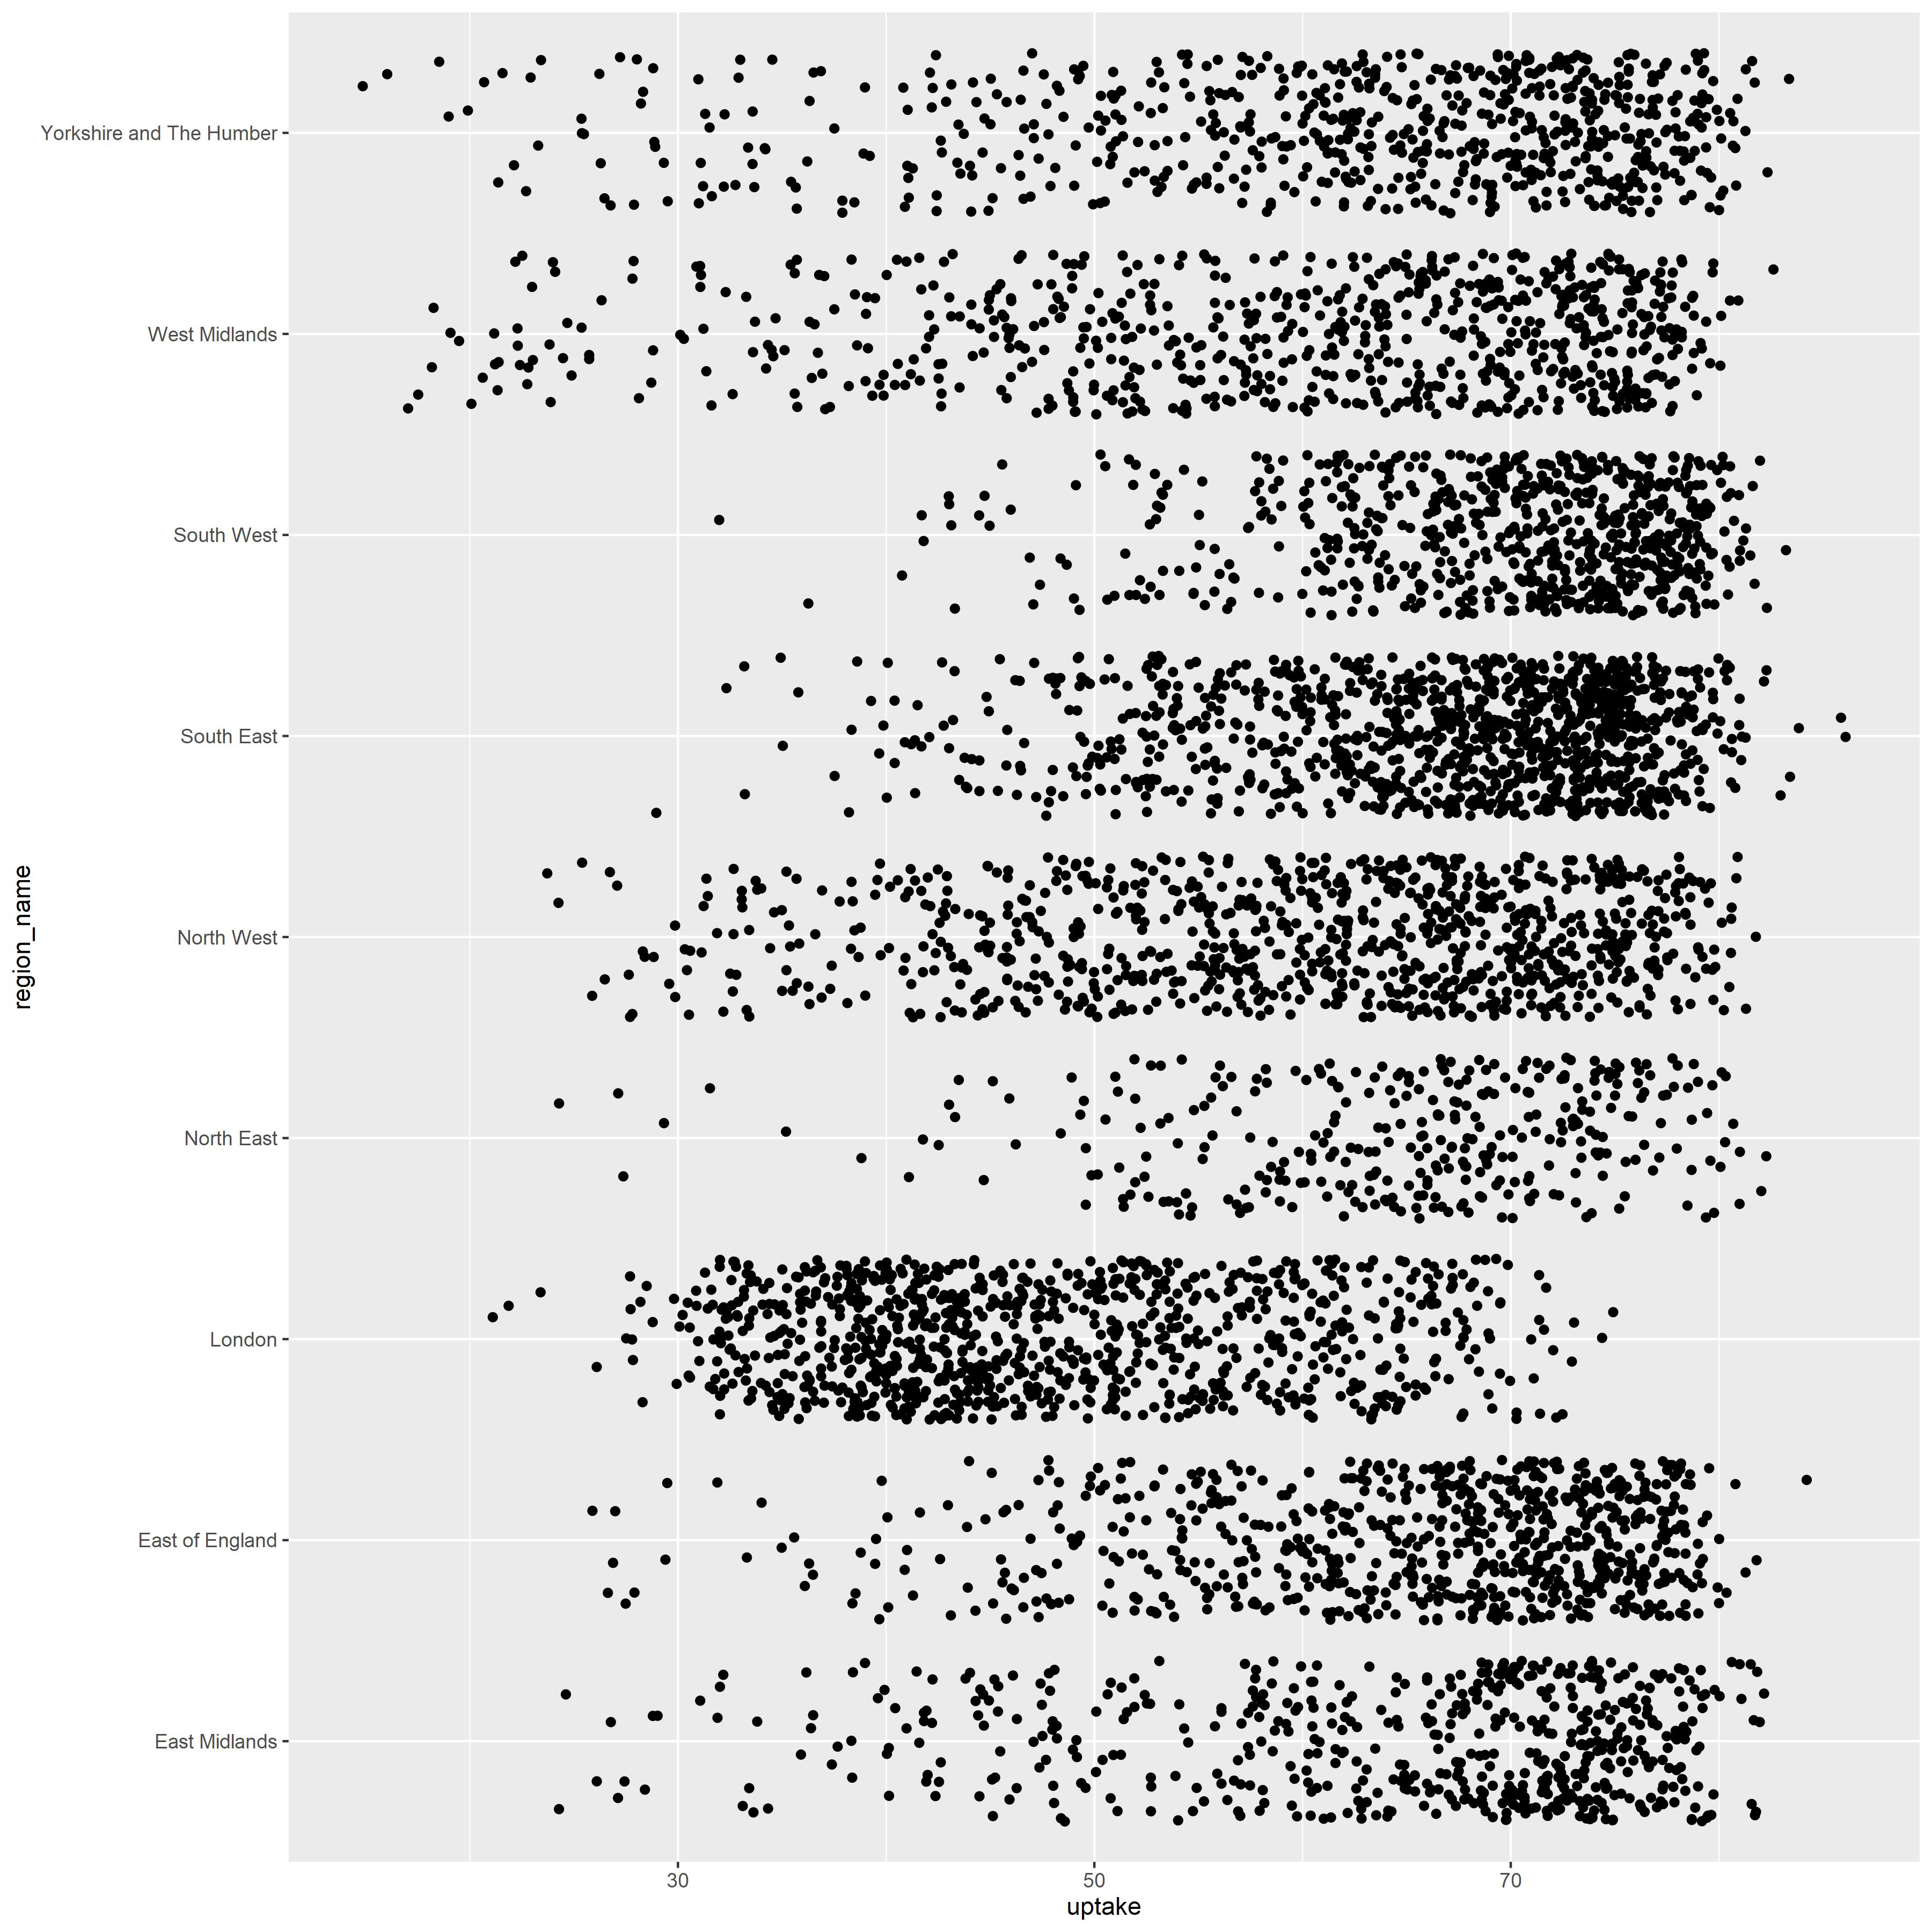 Yorkshire and The Humber
West Midlands
South West
South East
North West
North East
London
East of England
East Midlands
region_name
30 50 70
uptake